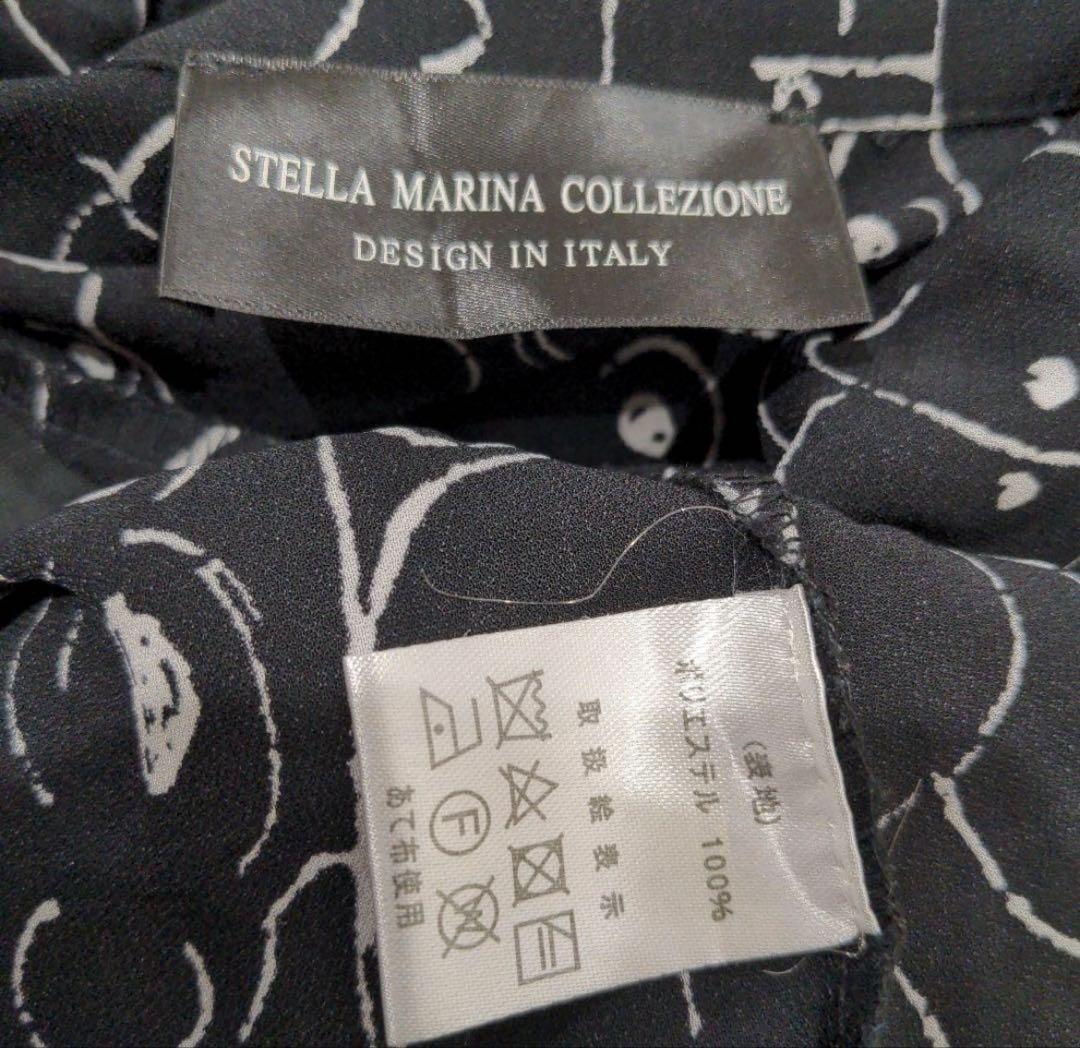 STELLA MARINA COLLEZIONE
DESIGN IN ITALY
(表地)
ポリエステル 100%
取扱絵表示
F
あて布使用